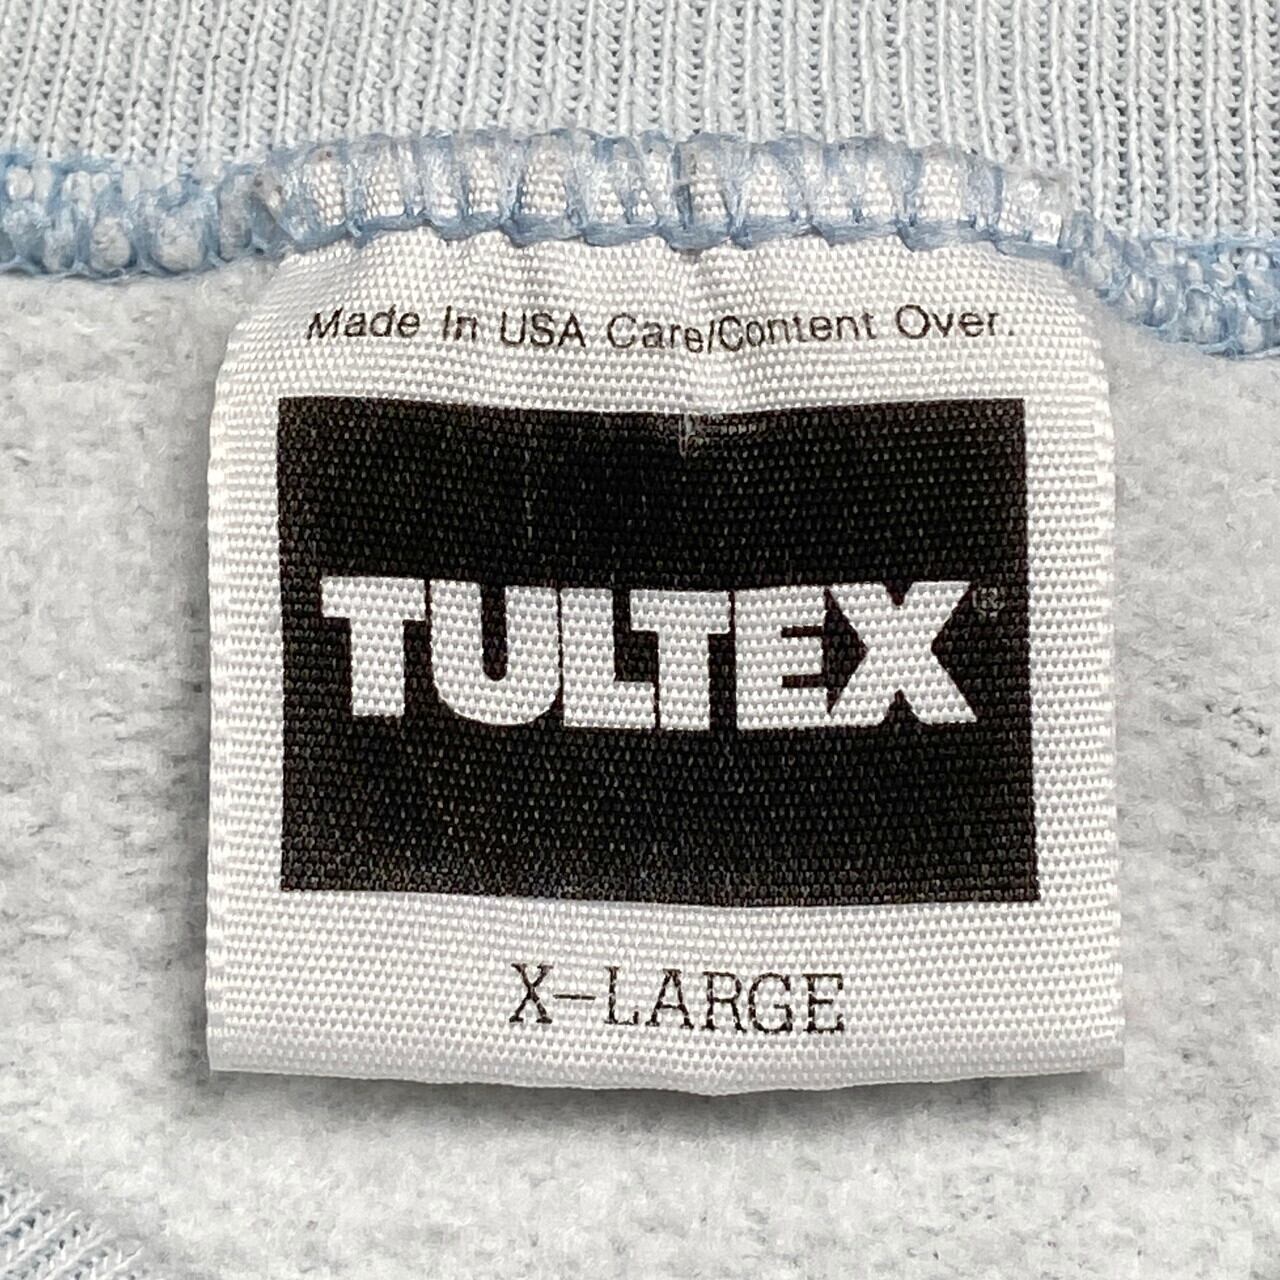 Made In USA Care/Content Over.
TULTEX®
X-LARGE